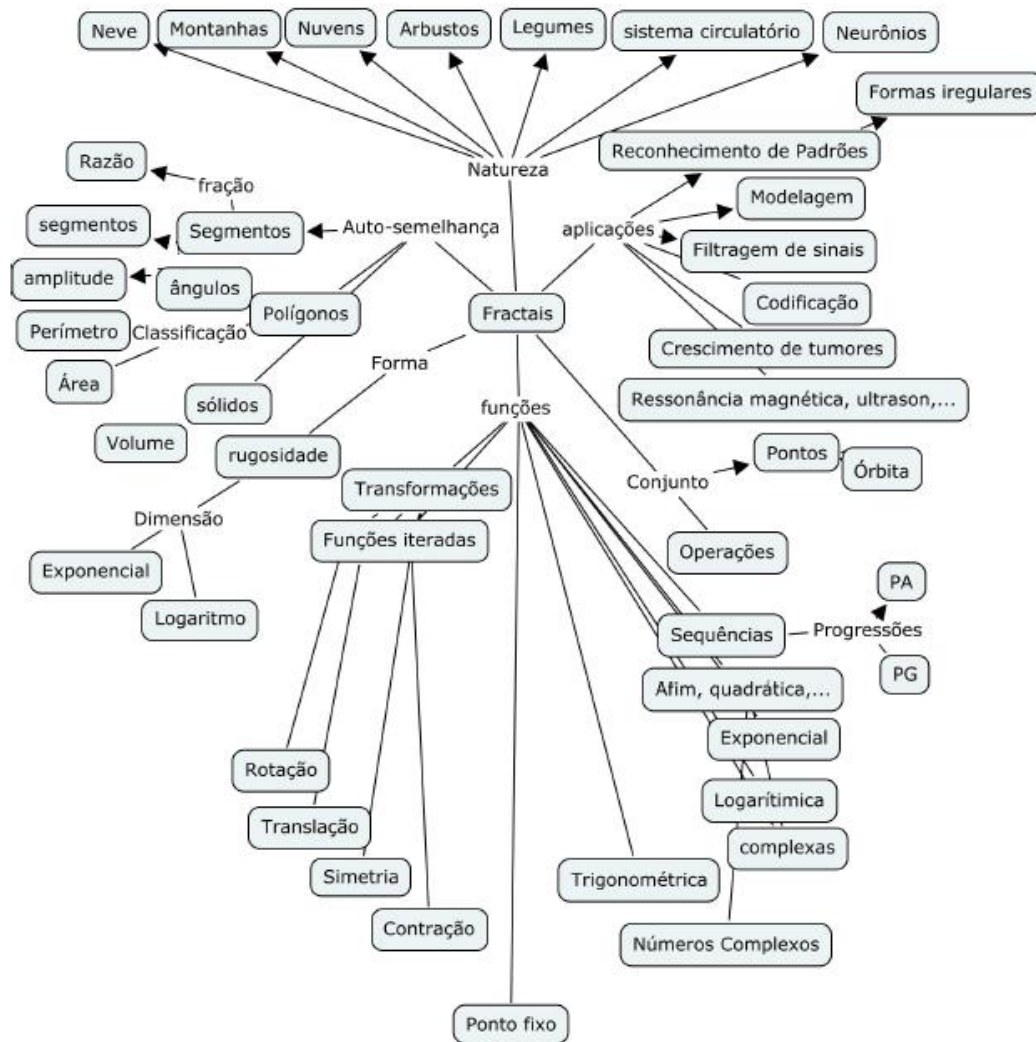 Neve
Montanhas
Nuvens
Arbustos
Legumes
sistema circulatório
Neurônios
Formas iregulares
Reconhecimento de Padrões
Razão
fração
Natureza
Modelagem
segmentos
Segmentos
Auto-semelhança
aplicações
Filtragem de sinais
amplitude
ângulos
Codificação
Perímetro
Classificação
Polígonos
Fractais
Crescimento de tumores
Área
Forma
sólidos
funções
Ressonância magnética, ultrason,...
Volume
rugosidade
Transformações
Conjunto
Pontos
Órbita
Dimensão
Funções iteradas
Operações
Exponencial
Logaritmo
PA
Sequências
Progressões
PG
Afim, quadrática,...
Exponencial
Rotação
Logarítimica
Translação
complexas
Simetria
Trigonométrica
Contração
Números Complexos
Ponto fixo